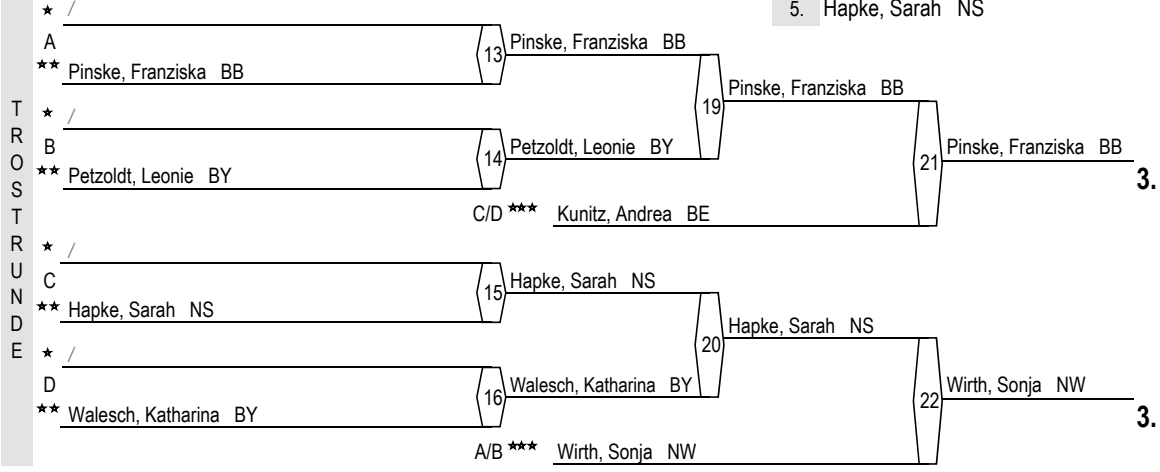 5. Hapke, Sarah NS
TROSTRUNDE
★ /
A
★★ Pinske, Franziska BB
13
Pinske, Franziska BB
19
Pinske, Franziska BB
★ /
B
★★ Petzoldt, Leonie BY
14
Petzoldt, Leonie BY
21
Pinske, Franziska BB
3.
C/D ★★★ Kunitz, Andrea BE
★ /
C
★★ Hapke, Sarah NS
15
Hapke, Sarah NS
20
Hapke, Sarah NS
★ /
D
★★ Walesch, Katharina BY
16
Walesch, Katharina BY
22
Wirth, Sonja NW
3.
A/B ★★★ Wirth, Sonja NW